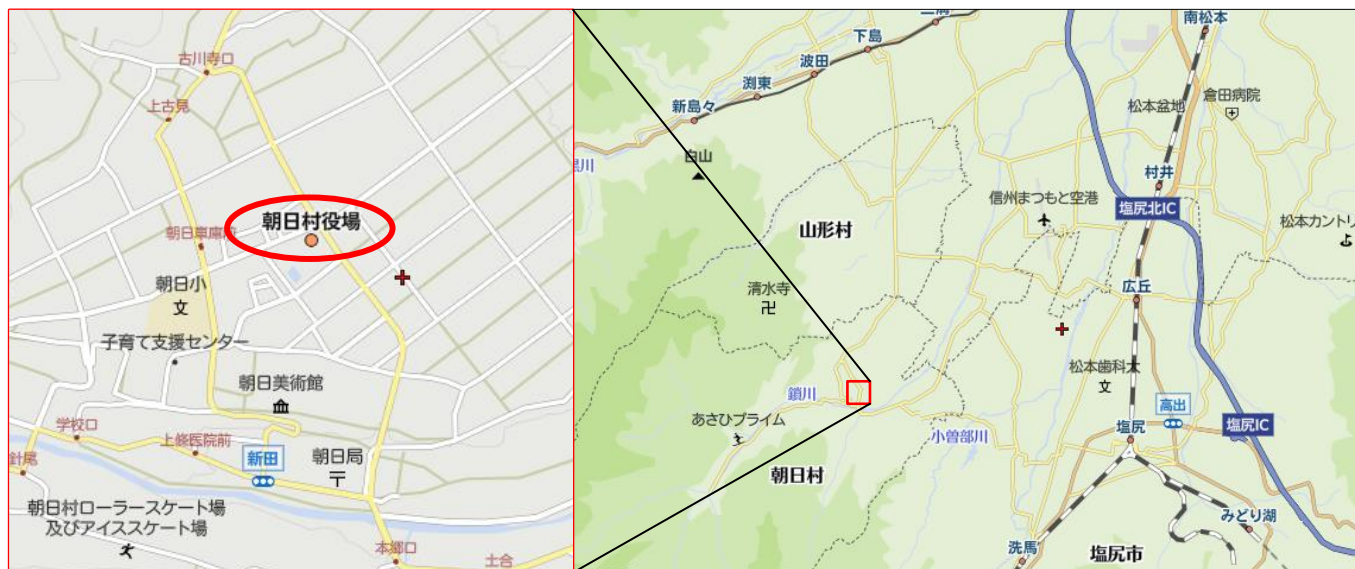 古川寺口
上古見
朝日村役場
朝日車庫前
朝日小
文
子育て支援センター
朝日美術館
学校口
上條医院前
針尾
新田
朝日局
〒
朝日村ローラースケート場
及びアイススケート場
本郷口
土合
三溝
下島
波田
渕東
新島々
黒川
白山
南松本
松本盆地
倉田病院
村井
信州まつもと空港
塩尻北IC
松本カントリ
山形村
清水寺
卍
広丘
松本歯科大
文
鎖川
あさひプライム
小曽部川
高出
塩尻
塩尻IC
朝日村
みどり湖
洗馬
塩尻市